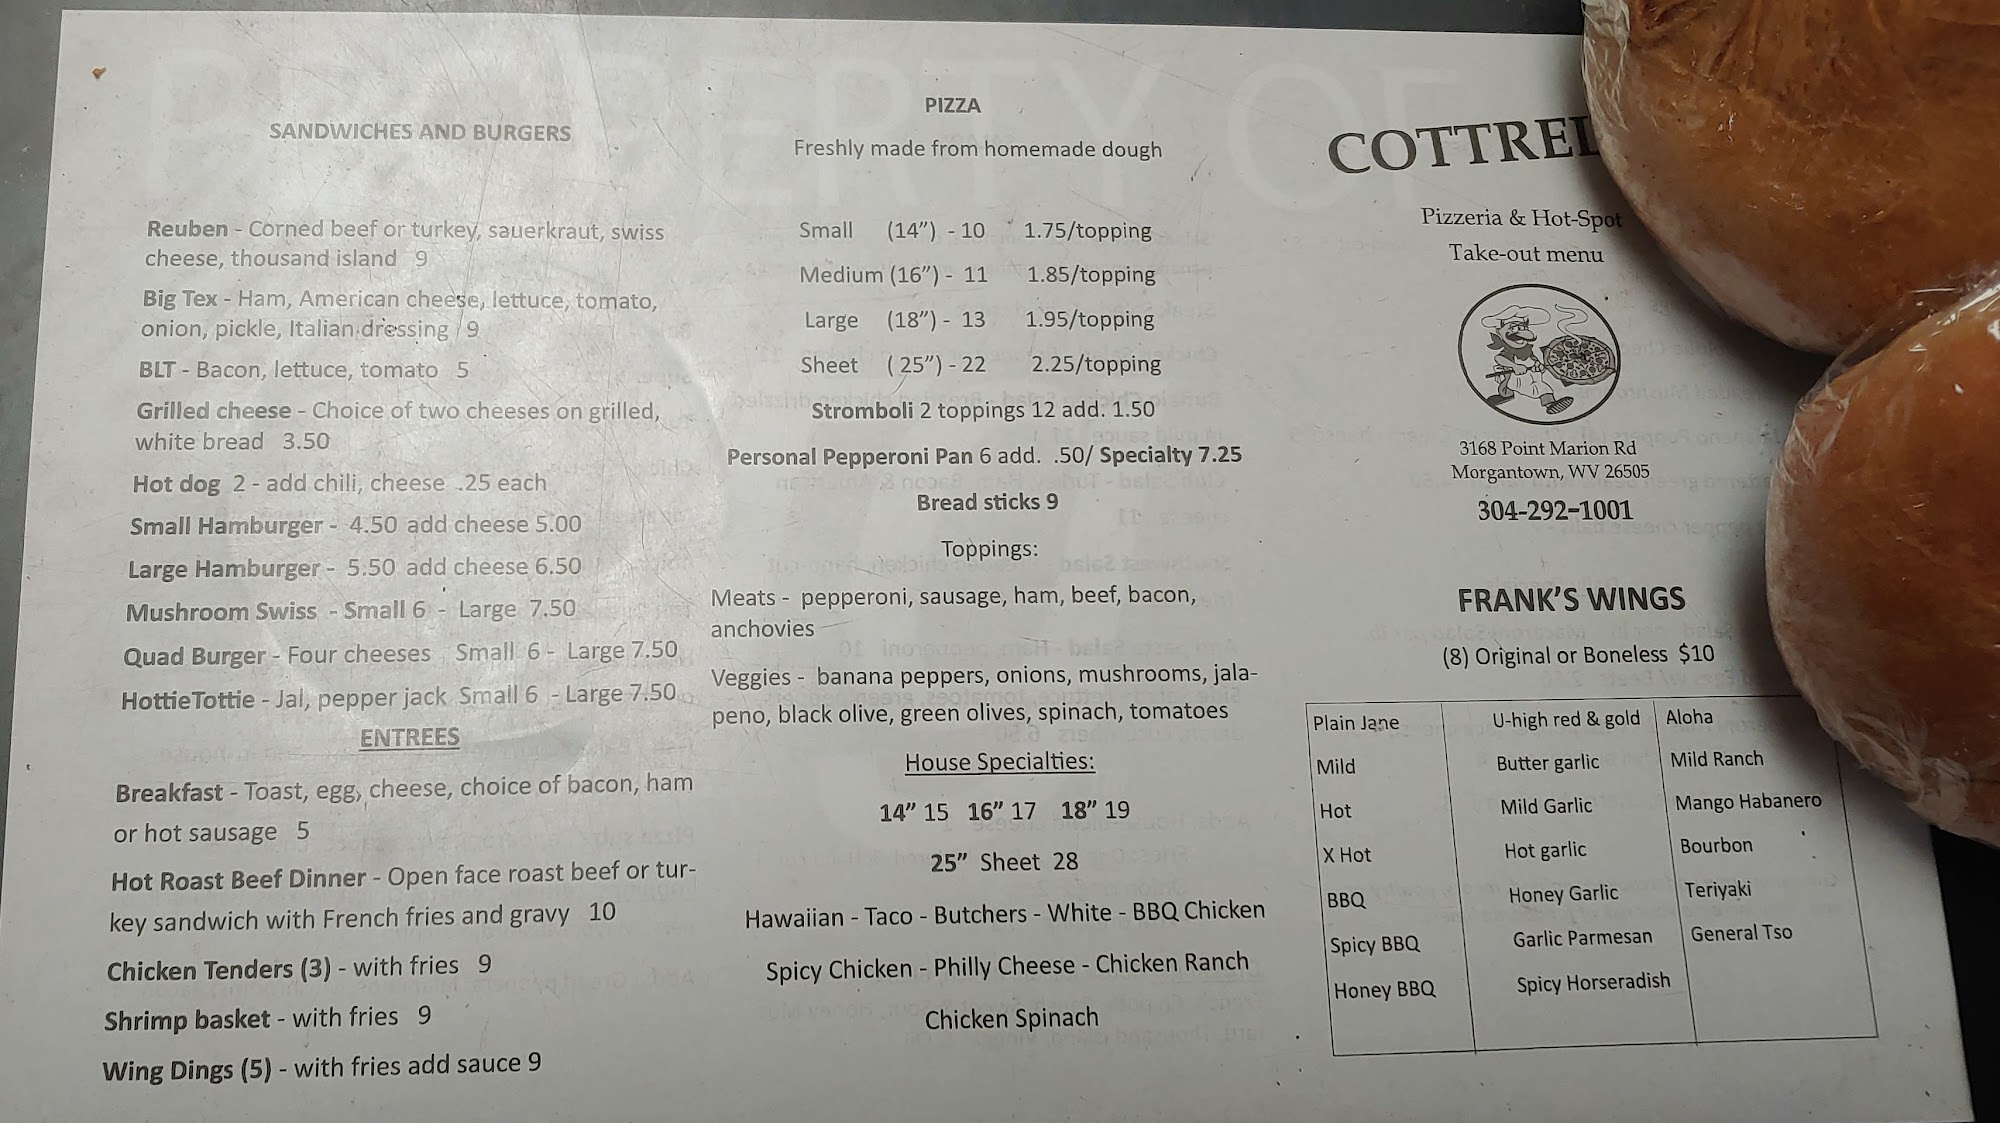 PROPERTY OF
SANDWICHES AND BURGERS
Reuben - Corned beef or turkey, sauerkraut, swiss
cheese, thousand island 9
Big Tex - Ham, American cheese, lettuce, tomato,
onion, pickle, Italian dressing 9
BLT - Bacon, lettuce, tomato 5
Grilled cheese - Choice of two cheeses on grilled,
white bread 3.50
Hot dog 2 - add chili, cheese .25 each
Small Hamburger - 4.50 add cheese 5.00
Large Hamburger - 5.50 add cheese 6.50
Mushroom Swiss - Small 6 - Large 7.50
Quad Burger - Four cheeses Small 6 - Large 7.50
HottieTottie - Jal, pepper jack Small 6 - Large 7.50
ENTREES
Breakfast - Toast, egg, cheese, choice of bacon, ham
or hot sausage 5
Hot Roast Beef Dinner - Open face roast beef or tur-
key sandwich with French fries and gravy 10
Chicken Tenders (3) - with fries 9
Shrimp basket - with fries 9
Wing Dings (5) - with fries add sauce 9
PIZZA
Freshly made from homemade dough
Small (14") - 10 1.75/topping
Medium (16") - 11 1.85/topping
Large (18") - 13 1.95/topping
Sheet ( 25") - 22 2.25/topping
Stromboli 2 toppings 12 add. 1.50
Personal Pepperoni Pan 6 add. .50/ Specialty 7.25
Bread sticks 9
Toppings:
Meats - pepperoni, sausage, ham, beef, bacon,
anchovies
Veggies - banana peppers, onions, mushrooms, jala-
peno, black olive, green olives, spinach, tomatoes
House Specialties:
14" 15 16" 17 18" 19
25" Sheet 28
Hawaiian - Taco - Butchers - White - BBQ Chicken
Spicy Chicken - Philly Cheese - Chicken Ranch
Chicken Spinach
COTTREL
Pizzeria & Hot-Spot
Take-out menu
3168 Point Marion Rd
Morgantown, WV 26505
304-292-1001
FRANK'S WINGS
(8) Original or Boneless $10
Plain Jane U-high red & gold Aloha
Mild Butter garlic Mild Ranch
Hot Mild Garlic Mango Habanero
X Hot Hot garlic Bourbon
BBQ Honey Garlic Teriyaki
Spicy BBQ Garlic Parmesan General Tso
Honey BBQ Spicy Horseradish